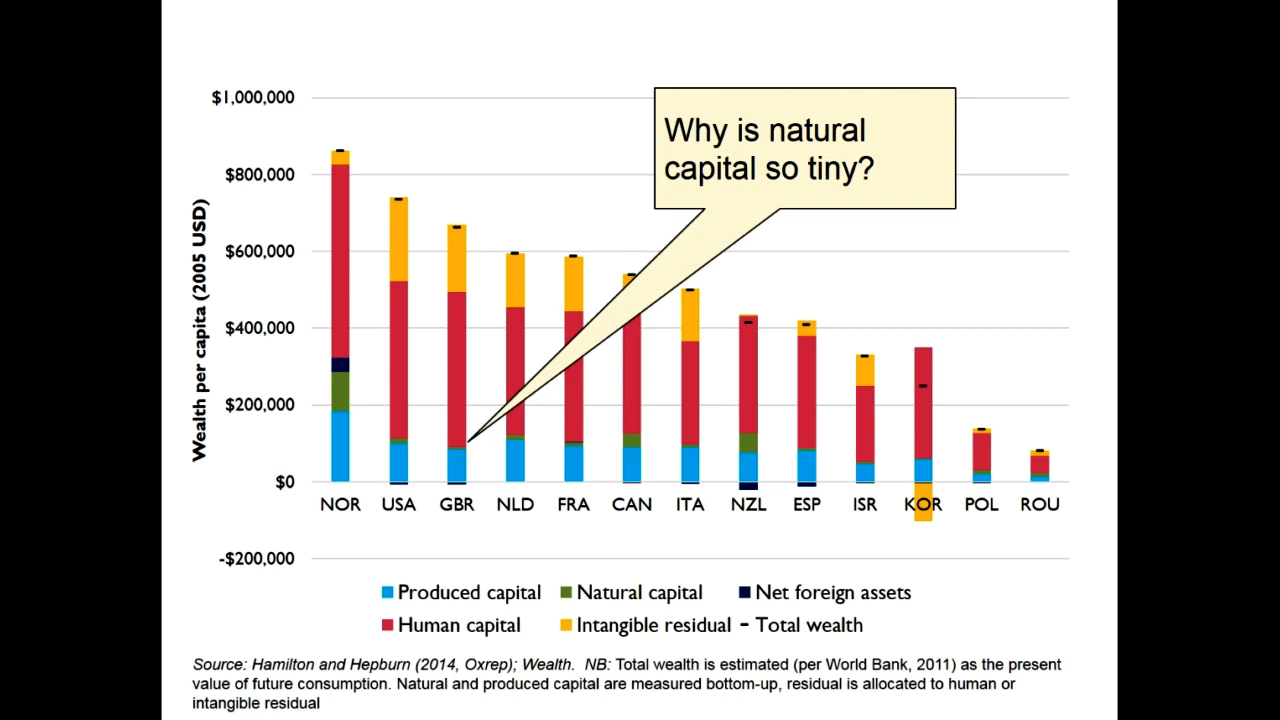 Why is natural
capital so tiny?
Wealth per capita (2005 USD)
$1,000,000
$800,000
$600,000
$400,000
$200,000
$0
-$200,000
NOR USA GBR NLD FRA CAN ITA NZL ESP ISR KOR POL ROU
Produced capital Natural capital Net foreign assets
Human capital Intangible residual Total wealth
Source: Hamilton and Hepburn (2014, Oxrep); Wealth. NB: Total wealth is estimated (per World Bank, 2011) as the present
value of future consumption. Natural and produced capital are measured bottom-up, residual is allocated to human or
intangible residual